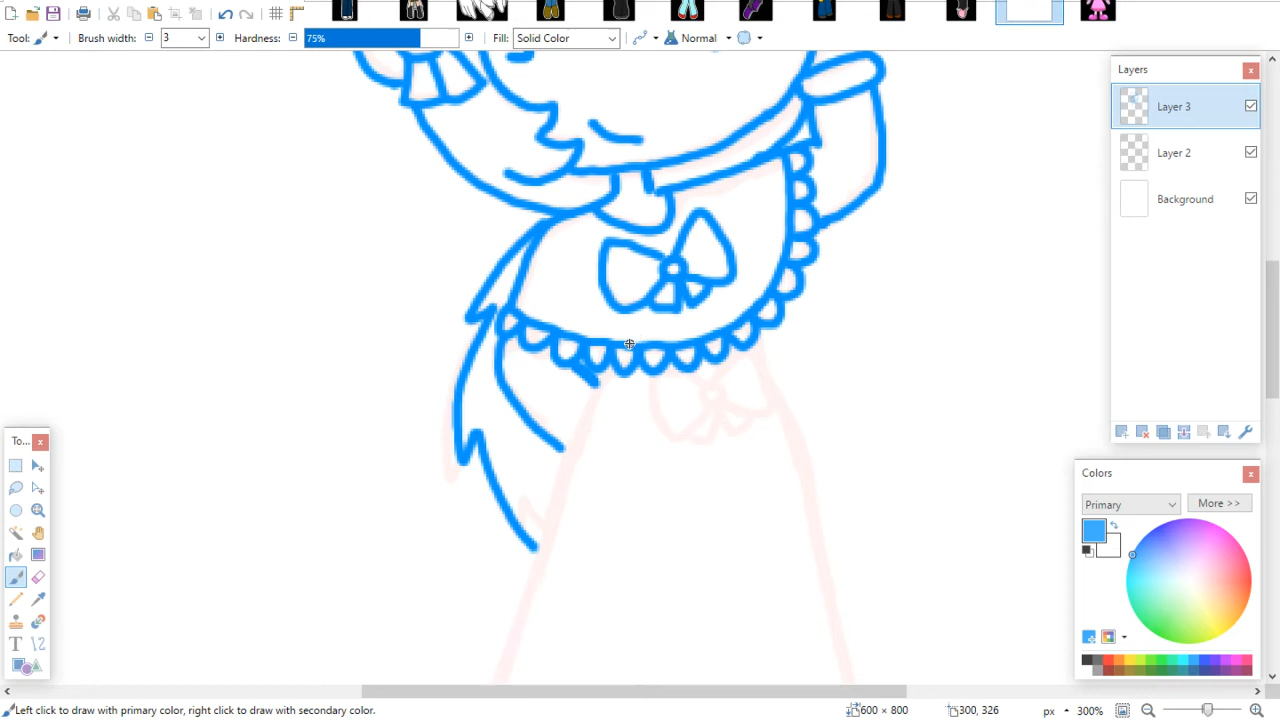 Tool:
Brush width:
3
Hardness:
75%
Fill:
Solid Color
Normal
Layers
Layer 3
Layer 2
Background
To...
Colors
Primary
More >>
Left click to draw with primary color, right click to draw with secondary color.
600 × 800
300, 326
px
300%